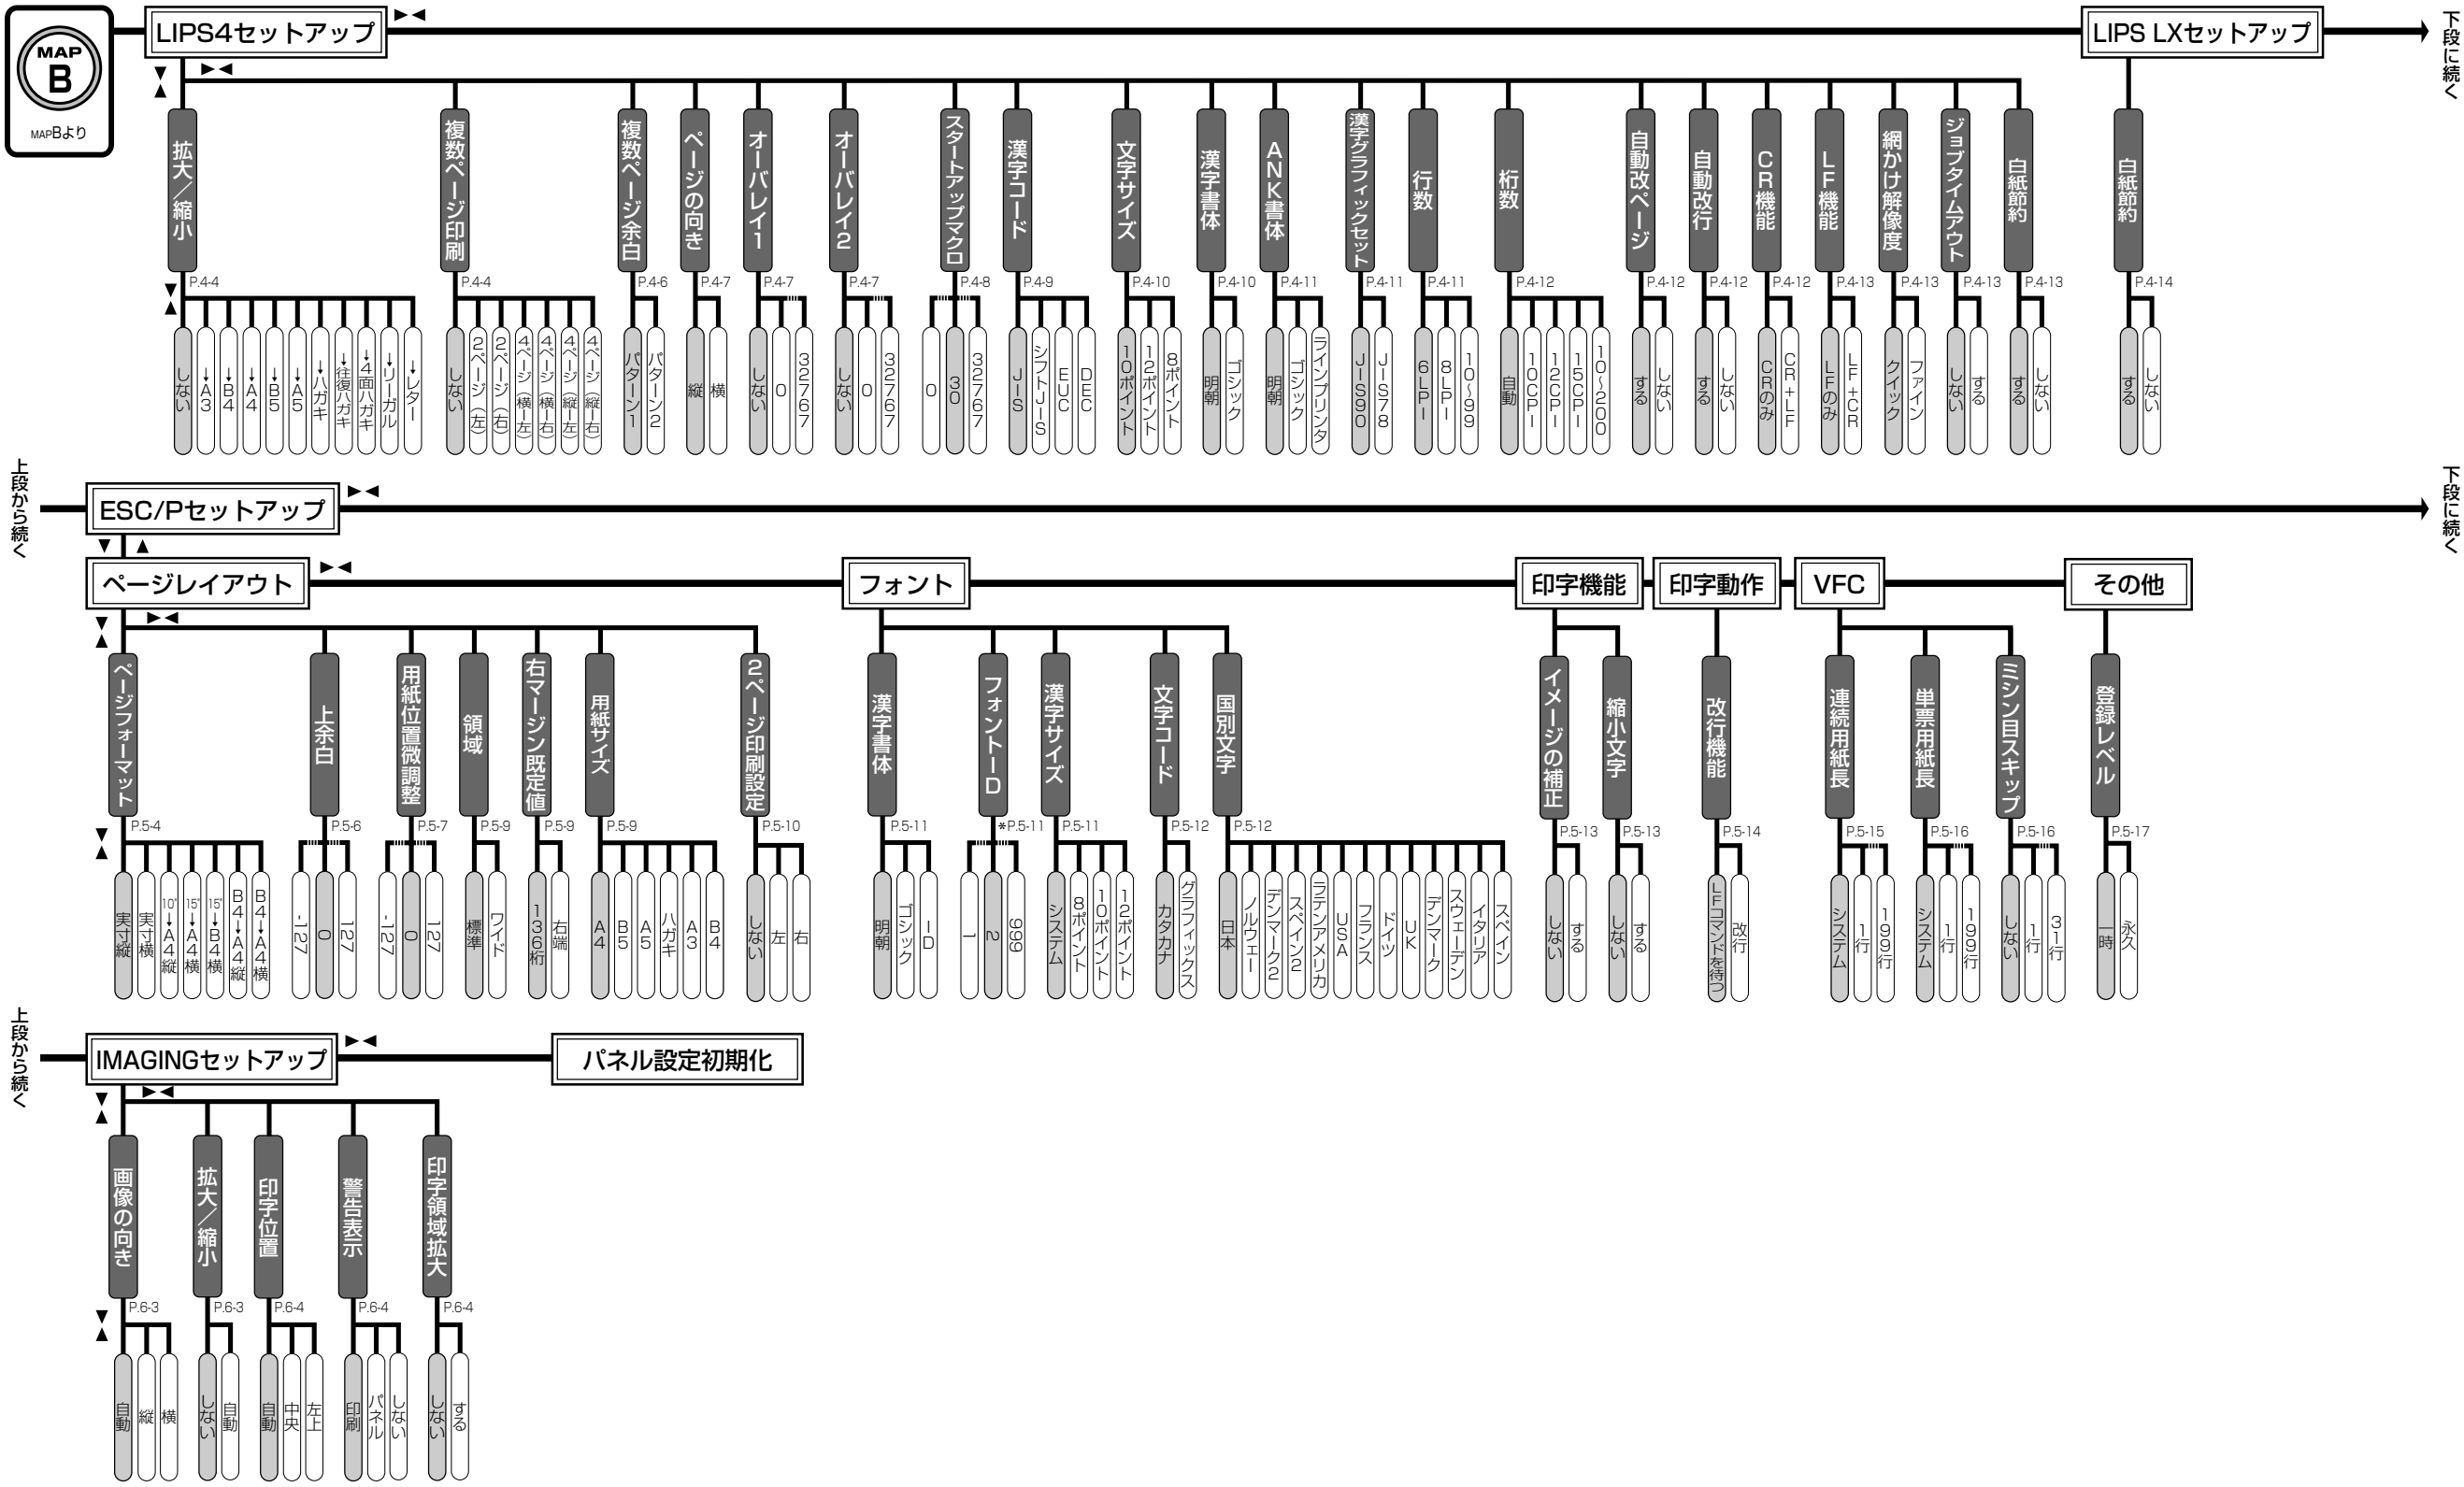 MAP
B
MAPBより
LIPS4セットアップ
LIPS LXセットアップ
下段に続く
拡大／縮小
P.4-4
しない
→A3
→B4
→A4
→B5
→A5
→ハガキ
→往復ハガキ
→4面ハガキ
→リーガル
→レター
複数ページ印刷
P.4-4
しない
2ページ（左）
2ページ（右）
4ページ（横ー左）
4ページ（横ー右）
4ページ（縦ー左）
4ページ（縦ー右）
複数ページ余白
P.4-6
パターン1
パターン2
ページの向き
P.4-7
縦
横
オーバレイ1
P.4-7
しない
0
32767
オーバレイ2
P.4-7
しない
0
32767
スタートアップマクロ
P.4-8
0
30
32767
漢字コード
P.4-9
JIS
シフトJIS
EUC
DEC
文字サイズ
P.4-10
10ポイント
12ポイント
8ポイント
漢字書体
P.4-10
明朝
ゴシック
ANK書体
P.4-11
明朝
ゴシック
ラインプリンタ
漢字グラフィックセット
P.4-11
JIS90
JIS78
行数
P.4-11
6LPI
8LPI
10～99
桁数
P.4-12
自動
10CPI
12CPI
15CPI
10～200
自動改ページ
P.4-12
する
しない
自動改行
P.4-12
する
しない
CR機能
P.4-12
CRのみ
CR+LF
LF機能
P.4-13
LFのみ
LF+CR
網かけ解像度
P.4-13
クイック
ファイン
ジョブタイムアウト
P.4-13
しない
する
白紙節約
P.4-13
する
しない
白紙節約
P.4-14
する
しない
上段から続く
ESC/Pセットアップ
下段に続く
ページレイアウト
フォント
印字機能
印字動作
VFC
その他
ページフォーマット
P.5-4
実寸縦
実寸横
10"→A4縦
15"→A4横
15"→B4横
B4→A4縦
B4→A4横
上余白
P.5-6
-127
0
127
用紙位置微調整
P.5-7
-127
0
127
領域
P.5-9
標準
ワイド
右マージン既定値
P.5-9
136桁
右端
用紙サイズ
P.5-9
A4
B5
A5
ハガキ
A3
B4
2ページ印刷設定
P.5-10
しない
左
右
漢字書体
P.5-11
明朝
ゴシック
ID
フォントID
*P.5-11
1
2
999
漢字サイズ
P.5-11
システム
8ポイント
10ポイント
12ポイント
文字コード
P.5-12
カタカナ
グラフィックス
国別文字
P.5-12
日本
ノルウェー
デンマーク2
スペイン2
ラテンアメリカ
USA
フランス
ドイツ
UK
デンマーク
スウェーデン
イタリア
スペイン
イメージの補正
P.5-13
しない
する
縮小文字
P.5-13
しない
する
改行機能
P.5-14
LFコマンドを待つ
改行
連続用紙長
P.5-15
システム
1行
199行
単票用紙長
P.5-16
システム
1行
199行
ミシン目スキップ
P.5-16
しない
1行
31行
登録レベル
P.5-17
一時
永久
上段から続く
IMAGINGセットアップ
パネル設定初期化
画像の向き
P.6-3
自動
縦
横
拡大／縮小
P.6-3
しない
自動
印字位置
P.6-4
自動
中央
左上
警告表示
P.6-4
印刷
パネル
しない
印字領域拡大
P.6-4
しない
する